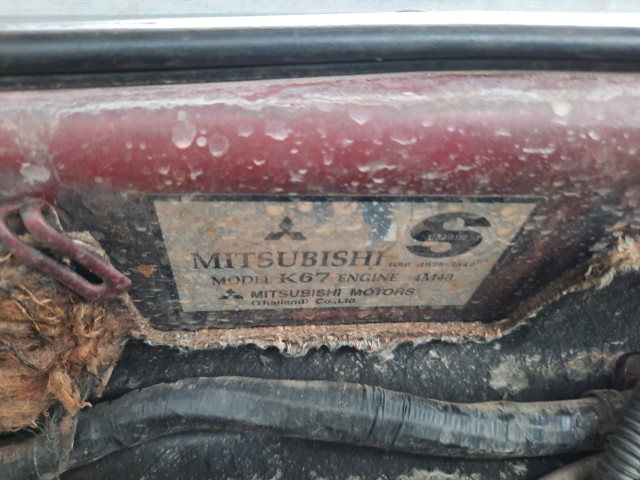 MITSUBISHI
MODEL K67 ENGINE 4M40
MITSUBISHI MOTORS
(Thailand) Co., Ltd.
S